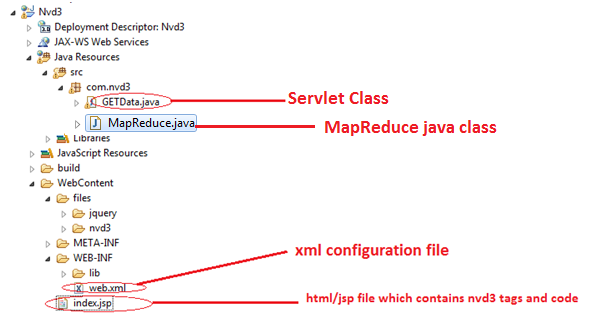 Nvd3
Deployment Descriptor: Nvd3
JAX-WS Web Services
Java Resources
src
com.nvd3
GETData.java
Servlet Class
MapReduce.java
MapReduce java class
Libraries
JavaScript Resources
build
WebContent
files
jquery
nvd3
META-INF
WEB-INF
xml configuration file
lib
web.xml
index.jsp
html/jsp file which contains nvd3 tags and code